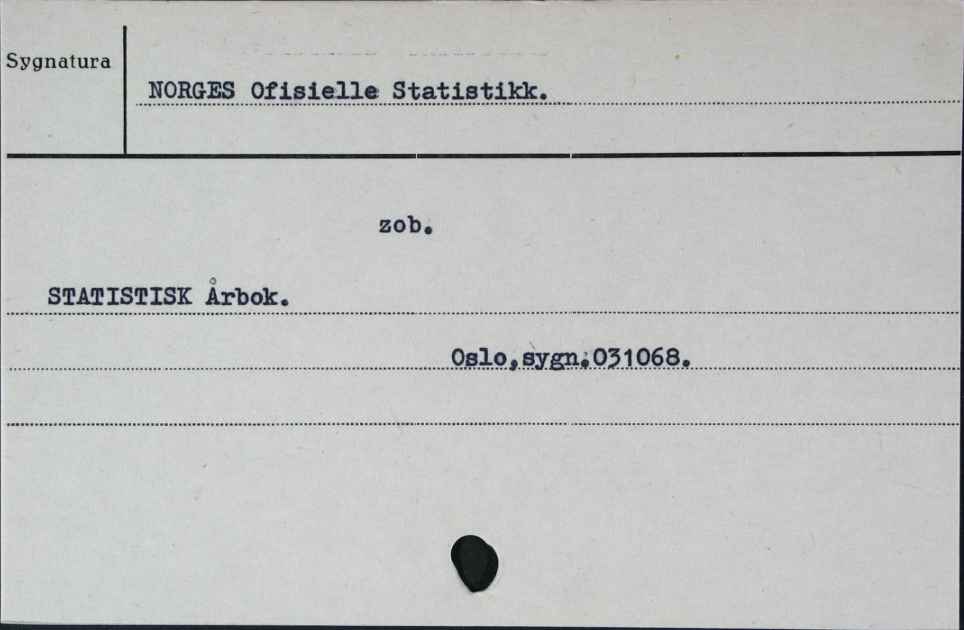 Sygnatura
NORGES Ofisielle Statistikk.
zob.
STATISTISK Årbok.
Oslo,sygn.031068.